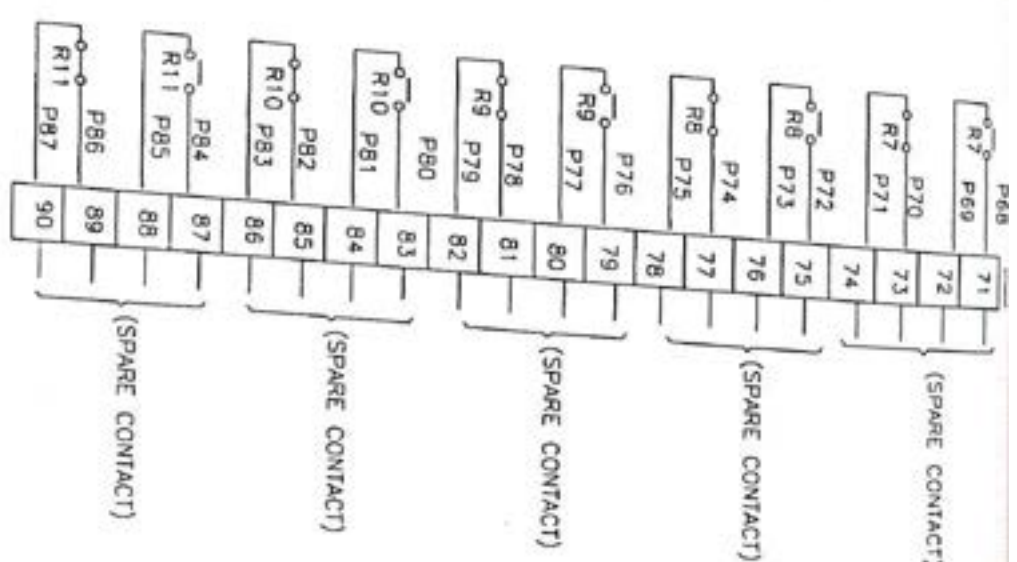 R11
P87
P86
R11
P85
P84
R10
P83
P82
R10
P81
P80
R9
P79
P78
R9
P77
P76
R8
P75
P74
R8
P73
P72
R7
P71
P70
R7
P69
P68
90
89
88
87
86
85
84
83
82
81
80
79
78
77
76
75
74
73
72
71
(SPARE CONTACT)
(SPARE CONTACT)
(SPARE CONTACT)
(SPARE CONTACT)
(SPARE CONTACT)